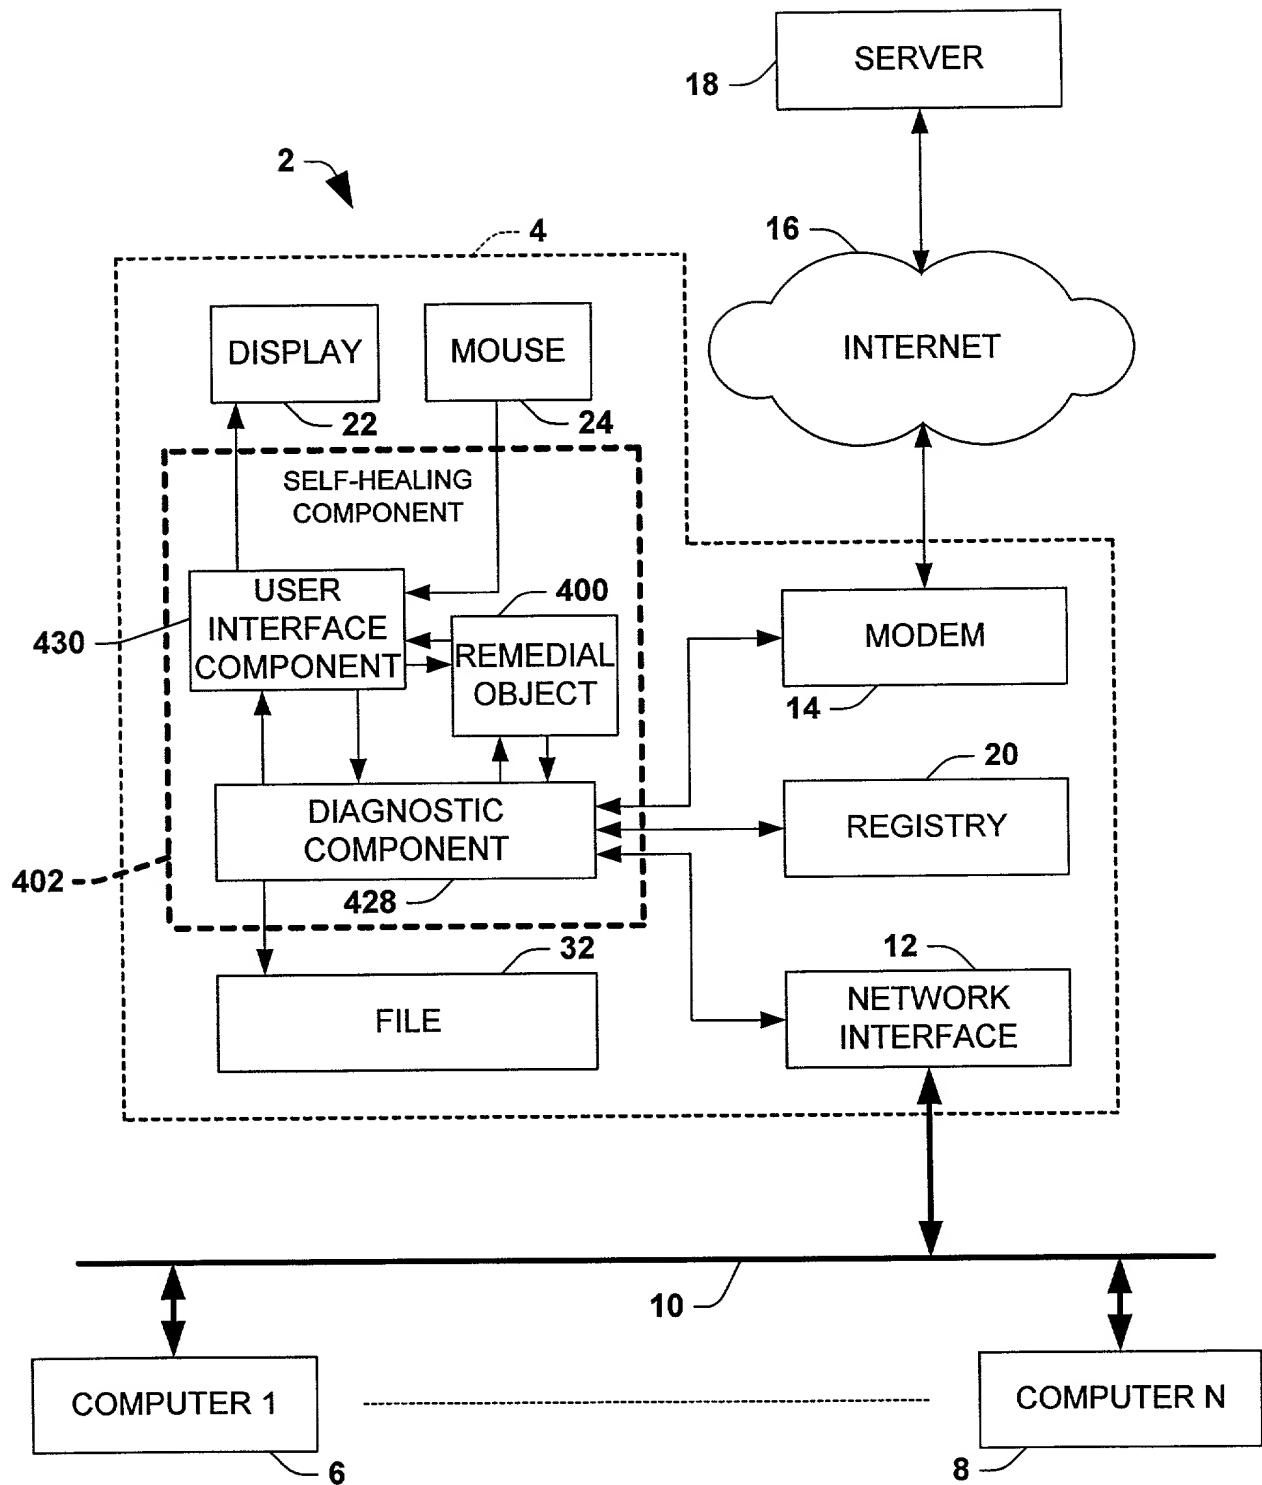 SERVER
18
2
4
16
INTERNET
DISPLAY
MOUSE
22
24
SELF-HEALING
COMPONENT
USER
INTERFACE
COMPONENT
430
400
REMEDIAL
OBJECT
MODEM
14
20
REGISTRY
DIAGNOSTIC
COMPONENT
402
428
32
FILE
12
NETWORK
INTERFACE
10
COMPUTER 1
COMPUTER N
6
8